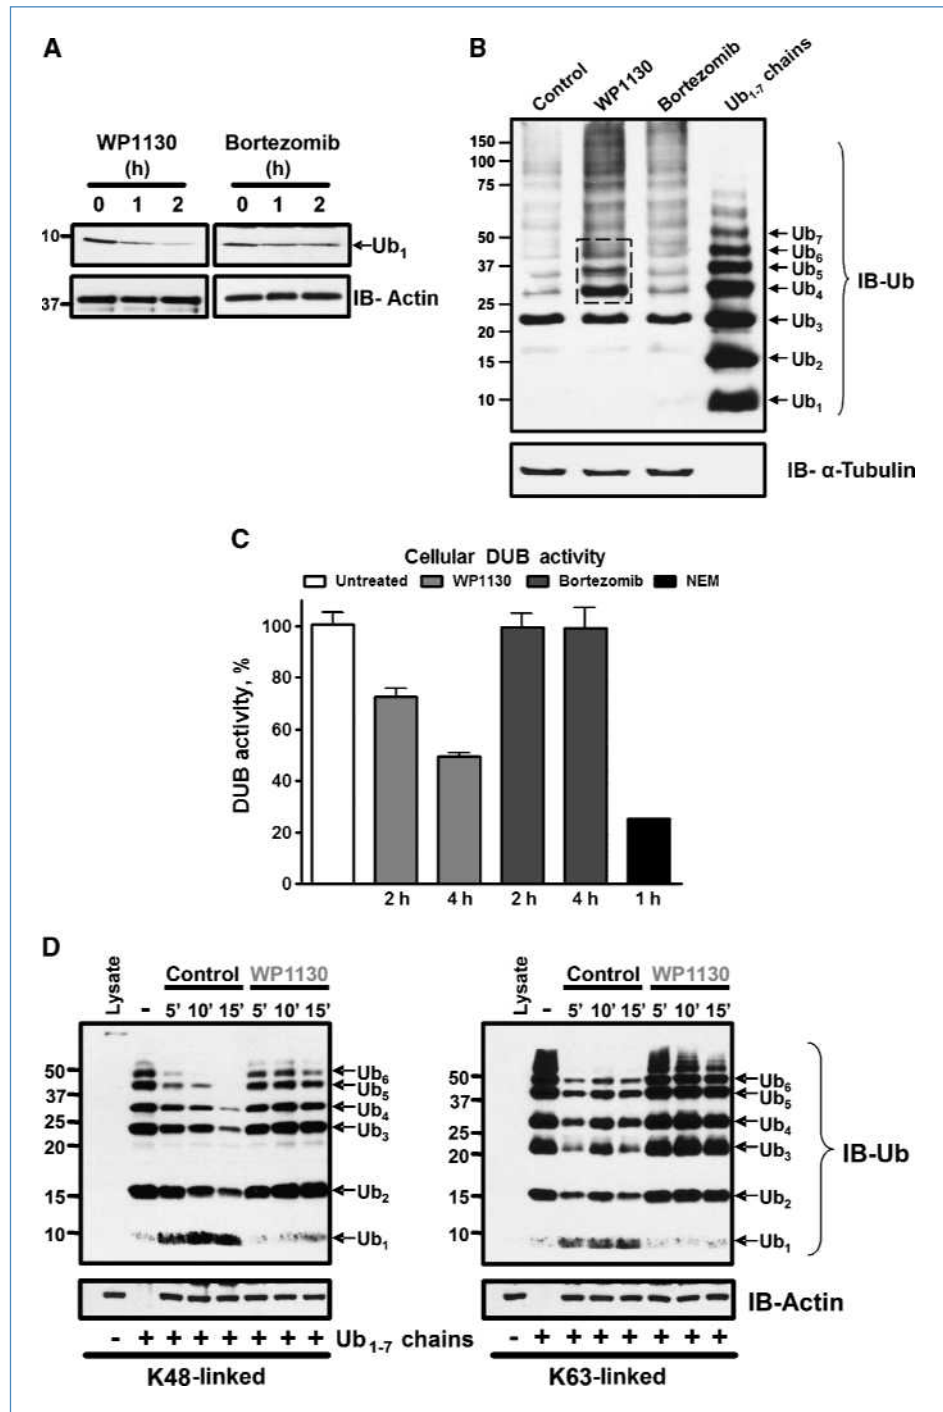 A
WP1130
(h)
Bortezomib
(h)
0 1 2 0 1 2
10
Ub1
37
IB- Actin
B
Control
WP1130
Bortezomib
Ub1-7 chains
150
100
75
50
37
25
20
15
10
Ub7
Ub6
Ub5
Ub4
Ub3
Ub2
Ub1
IB-Ub
IB- α-Tubulin
C
Cellular DUB activity
Untreated WP1130 Bortezomib NEM
DUB activity, %
100
80
60
40
20
0
2 h 4 h 2 h 4 h 1 h
D
Lysate
Control WP1130
- 5' 10' 15' 5' 10' 15'
50
37
25
20
15
10
Ub6
Ub5
Ub4
Ub3
Ub2
Ub1
- + + + + + + + Ub1-7 chains
K48-linked
Lysate
Control WP1130
- 5' 10' 15' 5' 10' 15'
50
37
25
20
15
10
Ub6
Ub5
Ub4
Ub3
Ub2
Ub1
IB-Ub
IB-Actin
- + + + + + + +
K63-linked